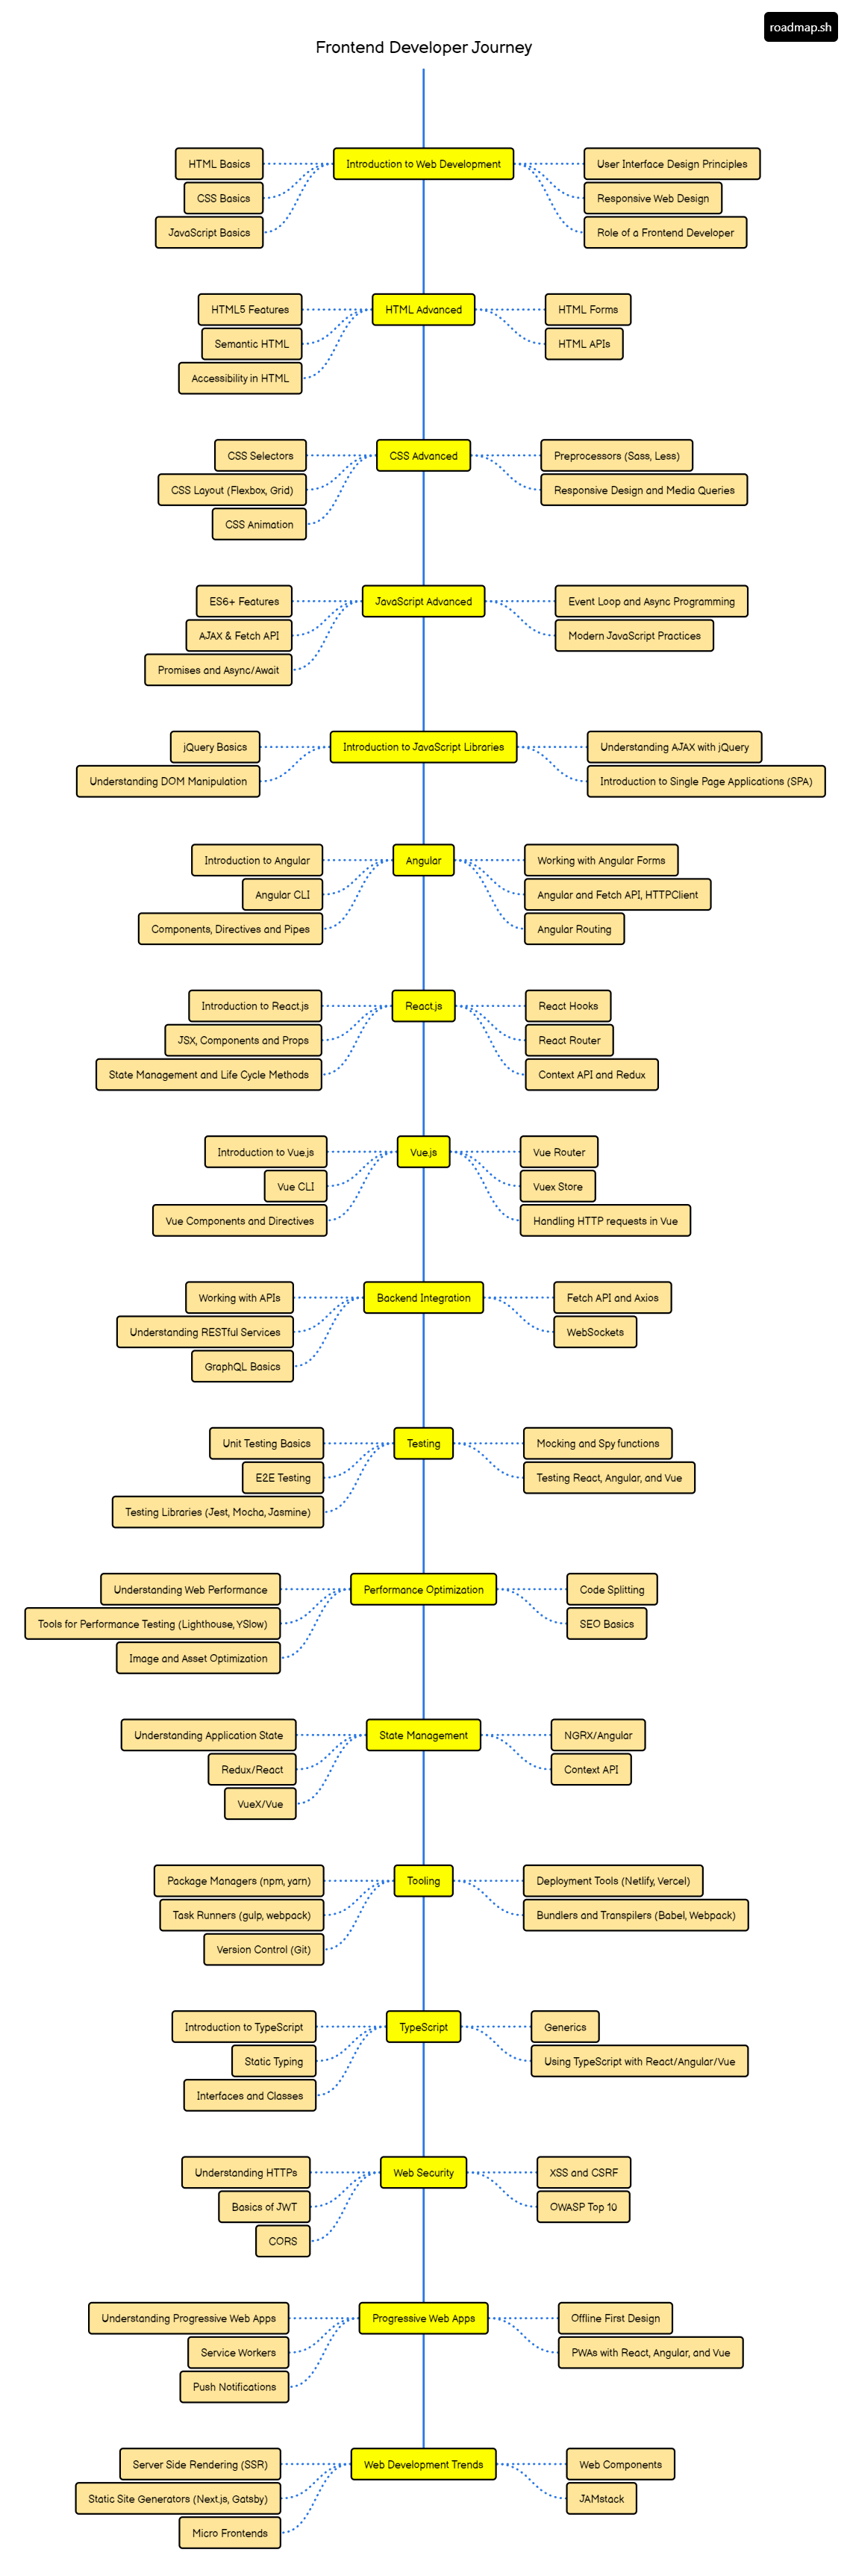 roadmap.sh
Frontend Developer Journey
HTML Basics
CSS Basics
JavaScript Basics
Introduction to Web Development
User Interface Design Principles
Responsive Web Design
Role of a Frontend Developer
HTML5 Features
Semantic HTML
Accessibility in HTML
HTML Advanced
HTML Forms
HTML APIs
CSS Selectors
CSS Layout (Flexbox, Grid)
CSS Animation
CSS Advanced
Preprocessors (Sass, Less)
Responsive Design and Media Queries
ES6+ Features
AJAX & Fetch API
Promises and Async/Await
JavaScript Advanced
Event Loop and Async Programming
Modern JavaScript Practices
jQuery Basics
Understanding DOM Manipulation
Introduction to JavaScript Libraries
Understanding AJAX with jQuery
Introduction to Single Page Applications (SPA)
Introduction to Angular
Angular CLI
Components, Directives and Pipes
Angular
Working with Angular Forms
Angular and Fetch API, HTTPClient
Angular Routing
Introduction to React.js
JSX, Components and Props
State Management and Life Cycle Methods
React.js
React Hooks
React Router
Context API and Redux
Introduction to Vue.js
Vue CLI
Vue Components and Directives
Vue.js
Vue Router
Vuex Store
Handling HTTP requests in Vue
Working with APIs
Understanding RESTful Services
GraphQL Basics
Backend Integration
Fetch API and Axios
WebSockets
Unit Testing Basics
E2E Testing
Testing Libraries (Jest, Mocha, Jasmine)
Testing
Mocking and Spy functions
Testing React, Angular, and Vue
Understanding Web Performance
Tools for Performance Testing (Lighthouse, YSlow)
Image and Asset Optimization
Performance Optimization
Code Splitting
SEO Basics
Understanding Application State
Redux/React
VueX/Vue
State Management
NGRX/Angular
Context API
Package Managers (npm, yarn)
Task Runners (gulp, webpack)
Version Control (Git)
Tooling
Deployment Tools (Netlify, Vercel)
Bundlers and Transpilers (Babel, Webpack)
Introduction to TypeScript
Static Typing
Interfaces and Classes
TypeScript
Generics
Using TypeScript with React/Angular/Vue
Understanding HTTPs
Basics of JWT
CORS
Web Security
XSS and CSRF
OWASP Top 10
Understanding Progressive Web Apps
Service Workers
Push Notifications
Progressive Web Apps
Offline First Design
PWAs with React, Angular, and Vue
Server Side Rendering (SSR)
Static Site Generators (Next.js, Gatsby)
Micro Frontends
Web Development Trends
Web Components
JAMstack